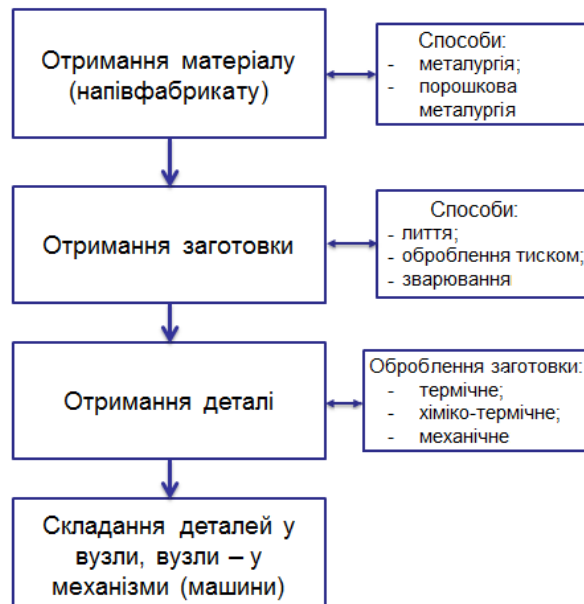 Отримання матеріалу
(напівфабрикату)
Способи:
- металургія;
- порошкова
металургія
Отримання заготовки
Способи:
- лиття;
- оброблення тиском;
- зварювання
Отримання деталі
Оброблення заготовки:
- термічне;
- хіміко-термічне;
- механічне
Складання деталей у
вузли, вузли – у
механізми (машини)